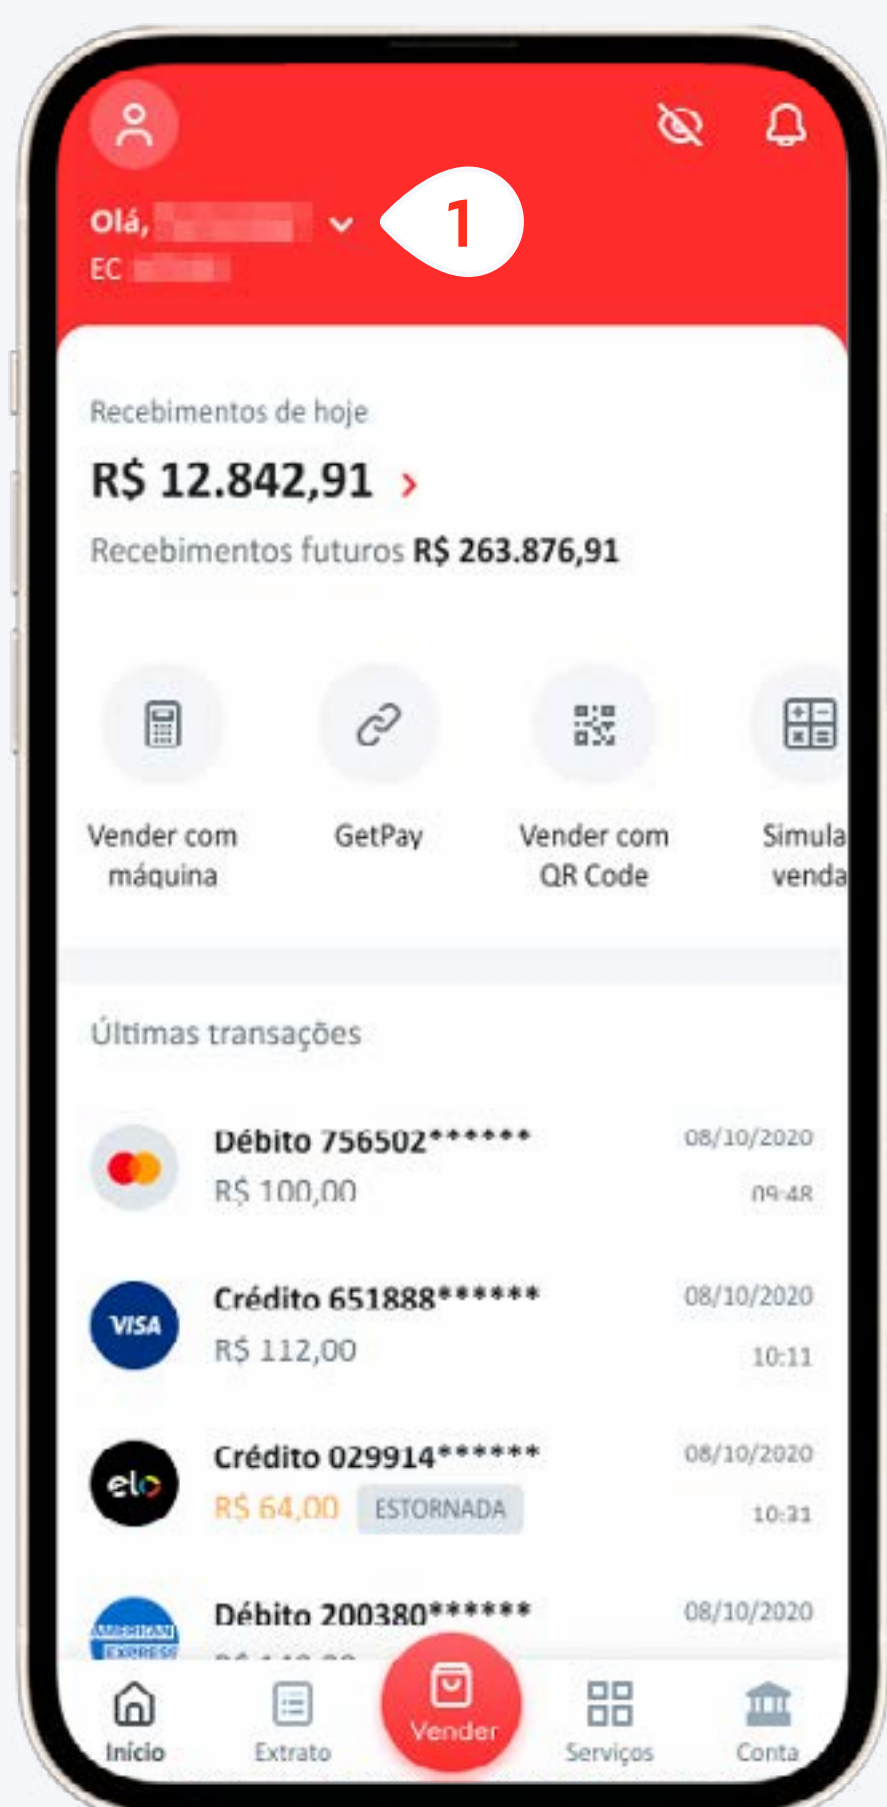 Olá,
1
EC
Recebimentos de hoje
R$ 12.842,91
Recebimentos futuros R$ 263.876,91
Vender com máquina
GetPay
Vender com QR Code
Simula venda
Últimas transações
Débito 756502******
08/10/2020
R$ 100,00
09:48
VISA
Crédito 651888******
08/10/2020
R$ 112,00
10:11
elo
Crédito 029914******
08/10/2020
R$ 64,00
ESTORNADA
10:31
AMERICAN
EXPRESS
Débito 200380******
08/10/2020
Início
Extrato
Vender
Serviços
Conta